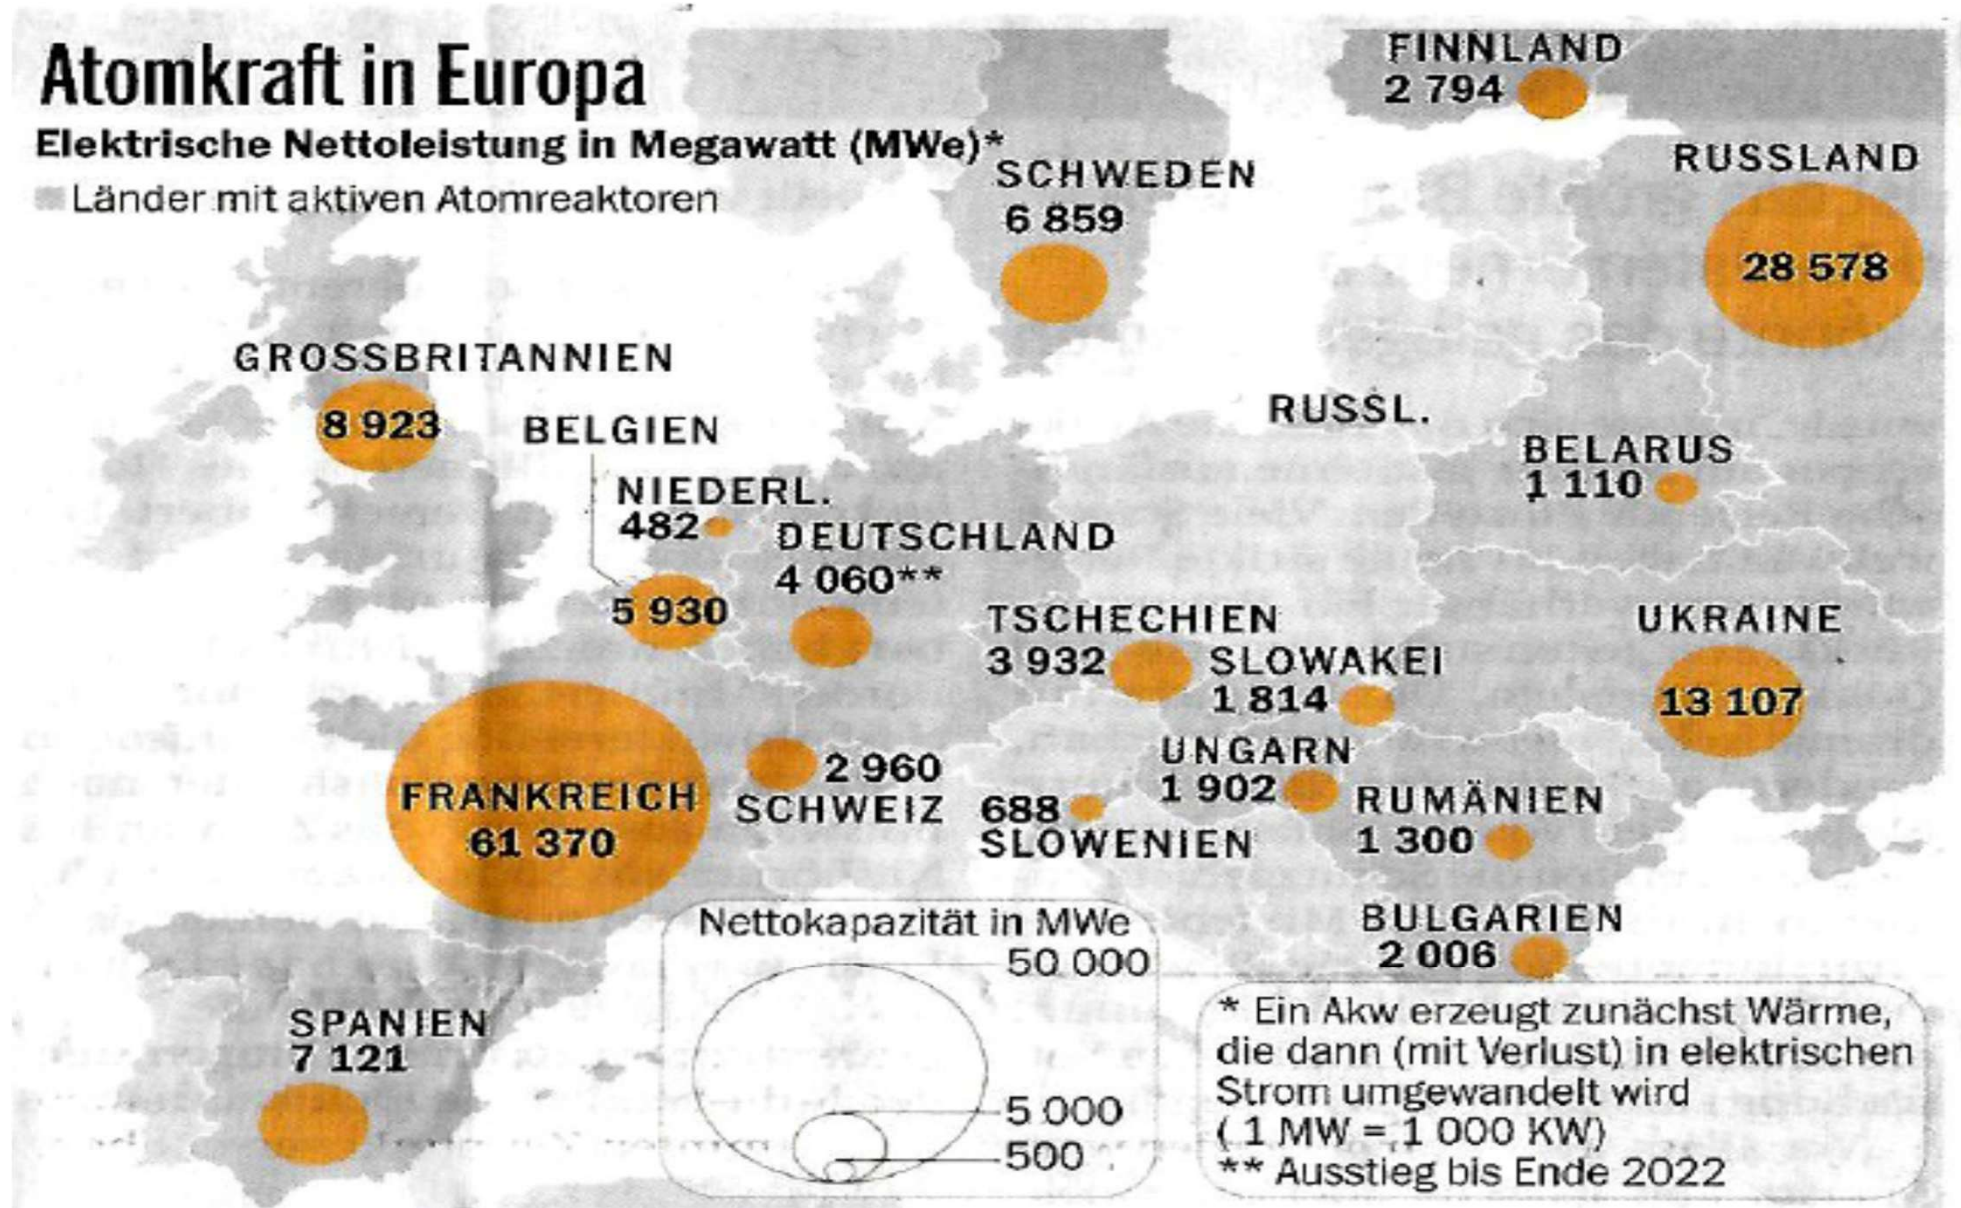 Atomkraft in Europa
Elektrische Nettoleistung in Megawatt (MWe)*
Länder mit aktiven Atomreaktoren
FINNLAND
2 794
SCHWEDEN
6 859
RUSSLAND
28 578
GROSSBRITANNIEN
8 923
BELGIEN
5 930
NIEDERL.
482
DEUTSCHLAND
4 060**
RUSSL.
BELARUS
1 110
TSCHECHIEN
3 932
SLOWAKEI
1 814
UKRAINE
13 107
FRANKREICH
61 370
2 960
SCHWEIZ
688
SLOWENIEN
UNGARN
1 902
RUMÄNIEN
1 300
BULGARIEN
2 006
SPANIEN
7 121
Nettokapazität in MWe
50 000
5 000
500
* Ein Akw erzeugt zunächst Wärme,
die dann (mit Verlust) in elektrischen
Strom umgewandelt wird
( 1 MW = 1 000 KW)
** Ausstieg bis Ende 2022